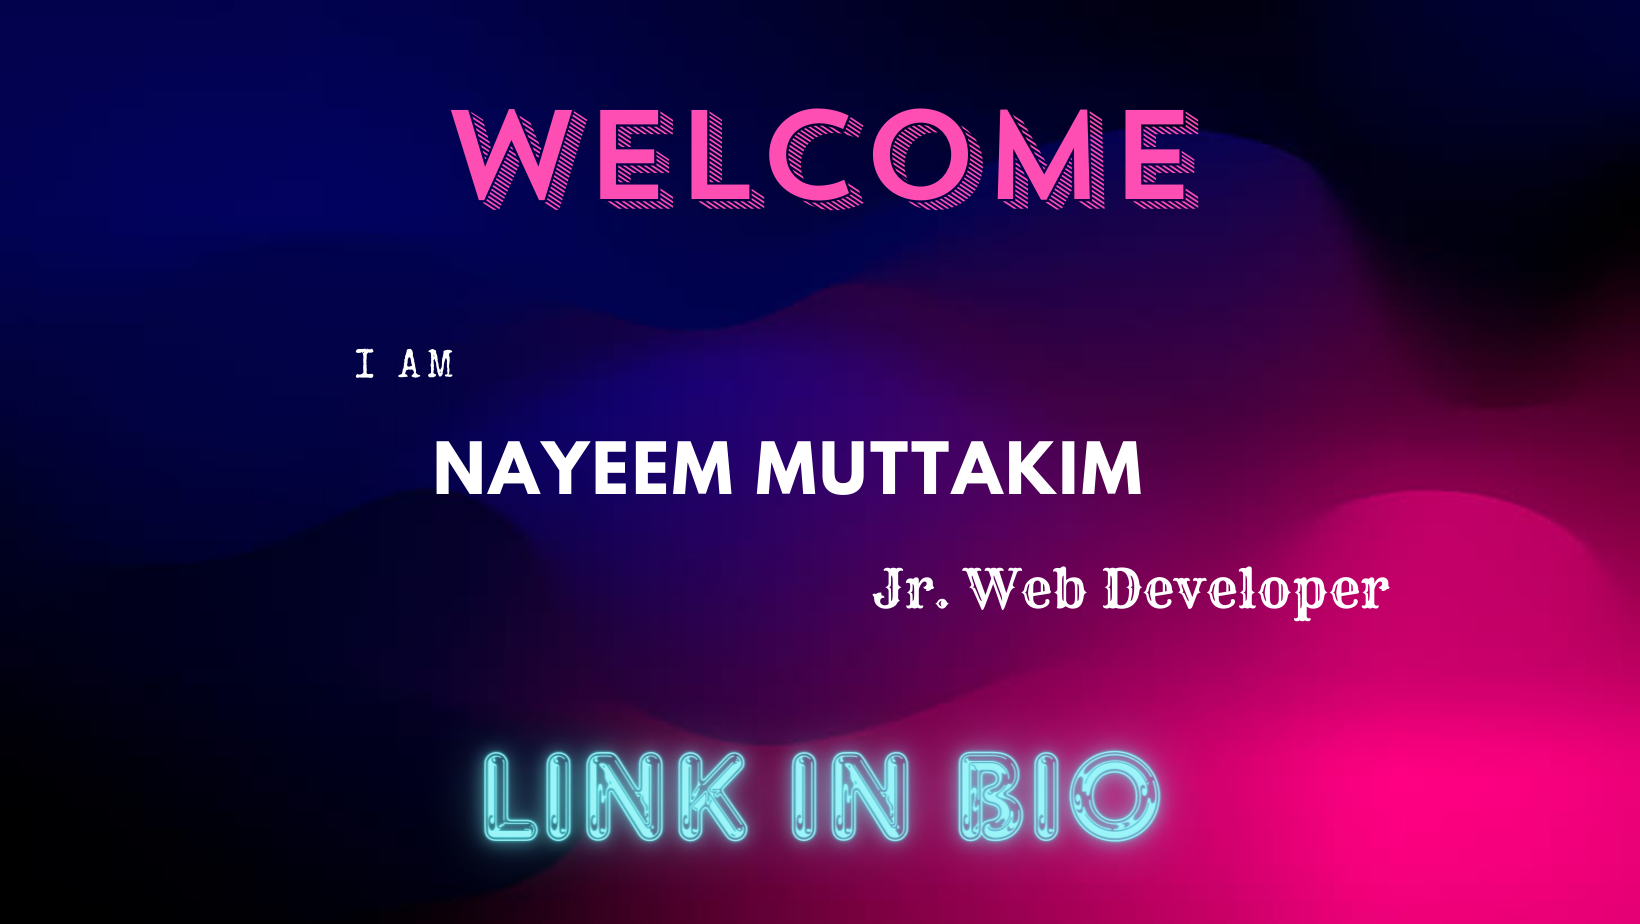 WELCOME
I AM
NAYEEM MUTTAKIM
Jr. Web Developer
LINK IN BIO